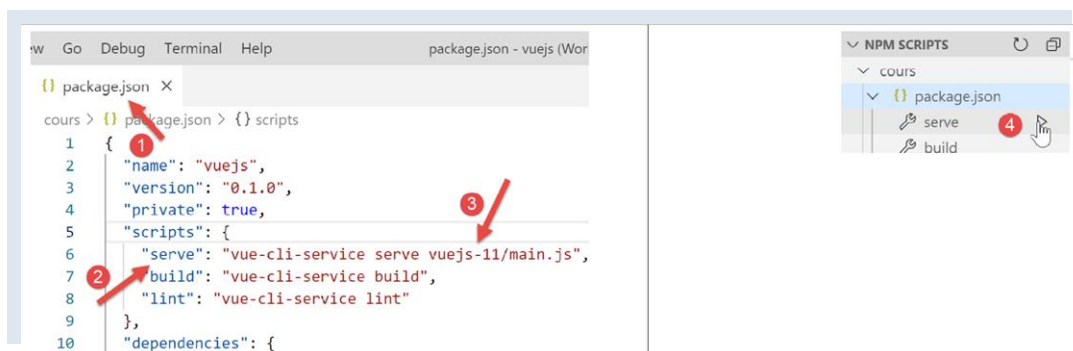 ew Go Debug Terminal Help package.json - vuejs (Wor
{} package.json ×
cours > {} package.json > {} scripts
1 {
2 "name": "vuejs",
3 "version": "0.1.0",
4 "private": true,
5 "scripts": {
6 "serve": "vue-cli-service serve vuejs-11/main.js",
7 "build": "vue-cli-service build",
8 "lint": "vue-cli-service lint"
9 },
10 "dependencies": {
1
2
3
NPM SCRIPTS
cours
{} package.json
serve 4
build